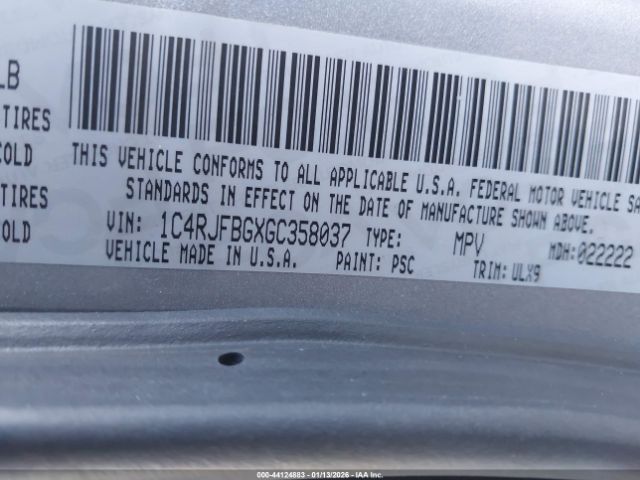 LB
TIRES
COLD
TIRES
OLD
THIS VEHICLE CONFORMS TO ALL APPLICABLE U.S.A. FEDERAL MOTOR VEHICLE SA
STANDARDS IN EFFECT ON THE DATE OF MANUFACTURE SHOWN ABOVE.
VIN: 1C4RJFBGXGC358037 TYPE: MPV MDH:022222
VEHICLE MADE IN U.S.A. PAINT: PSC TRIM: ULX9
000-44124883 - 01/13/2026 - IAA Inc.